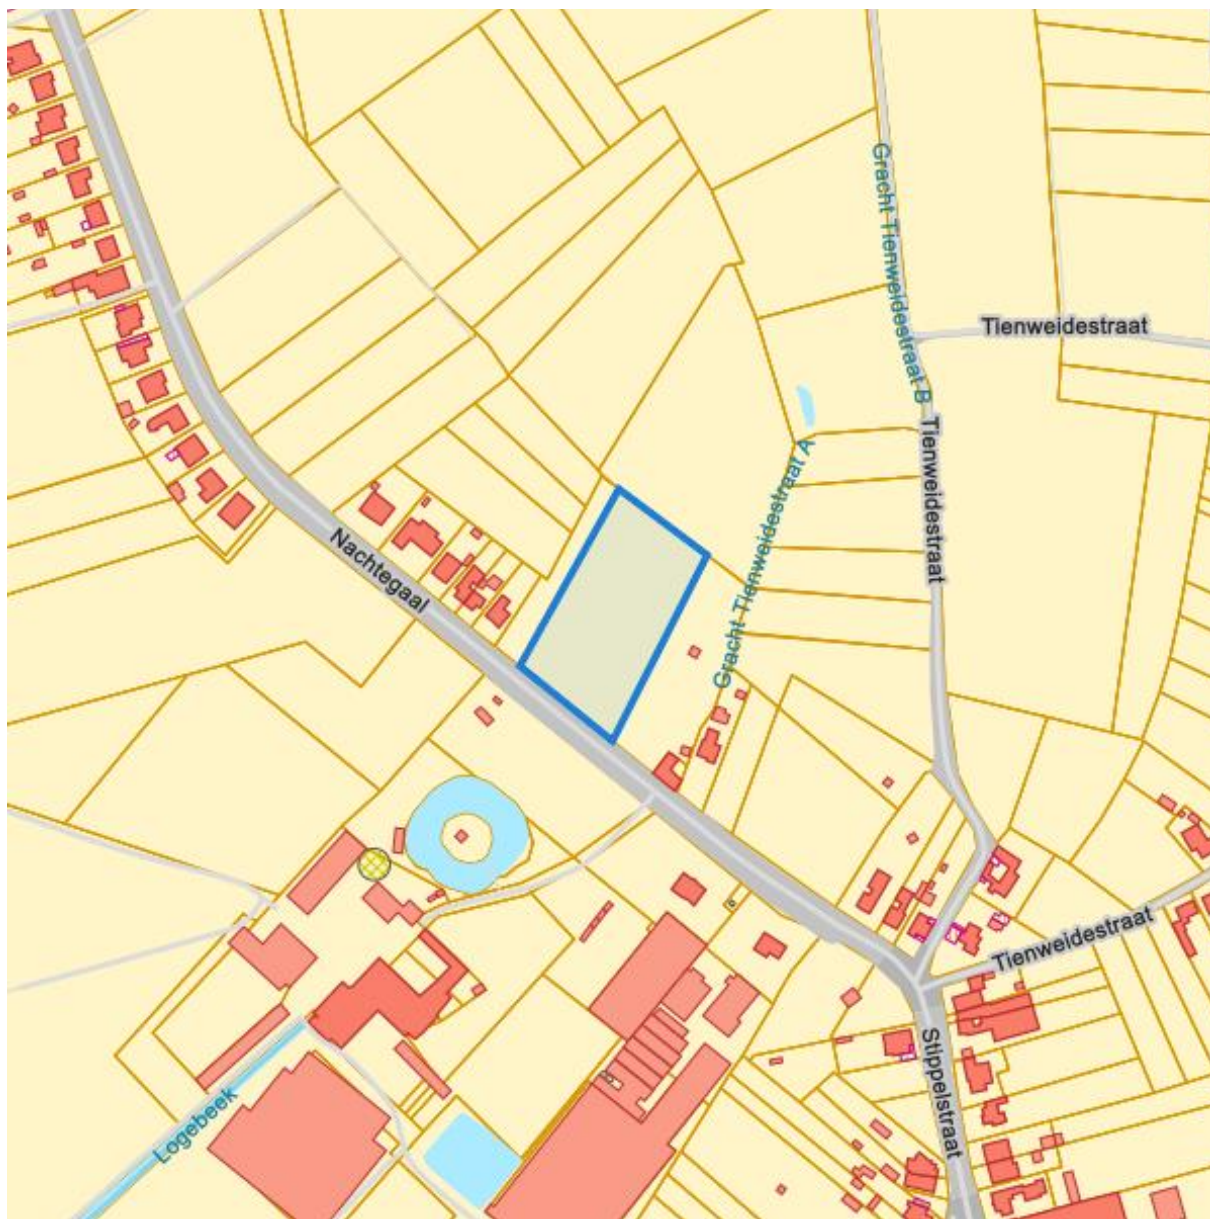 Gracht Tienweidestraat B
Tienweidestraat
Tienweidestraat
Gracht Tienweidestraat A
Nachtegaal
Tienweidestraat
Stippelstraat
Logebeek